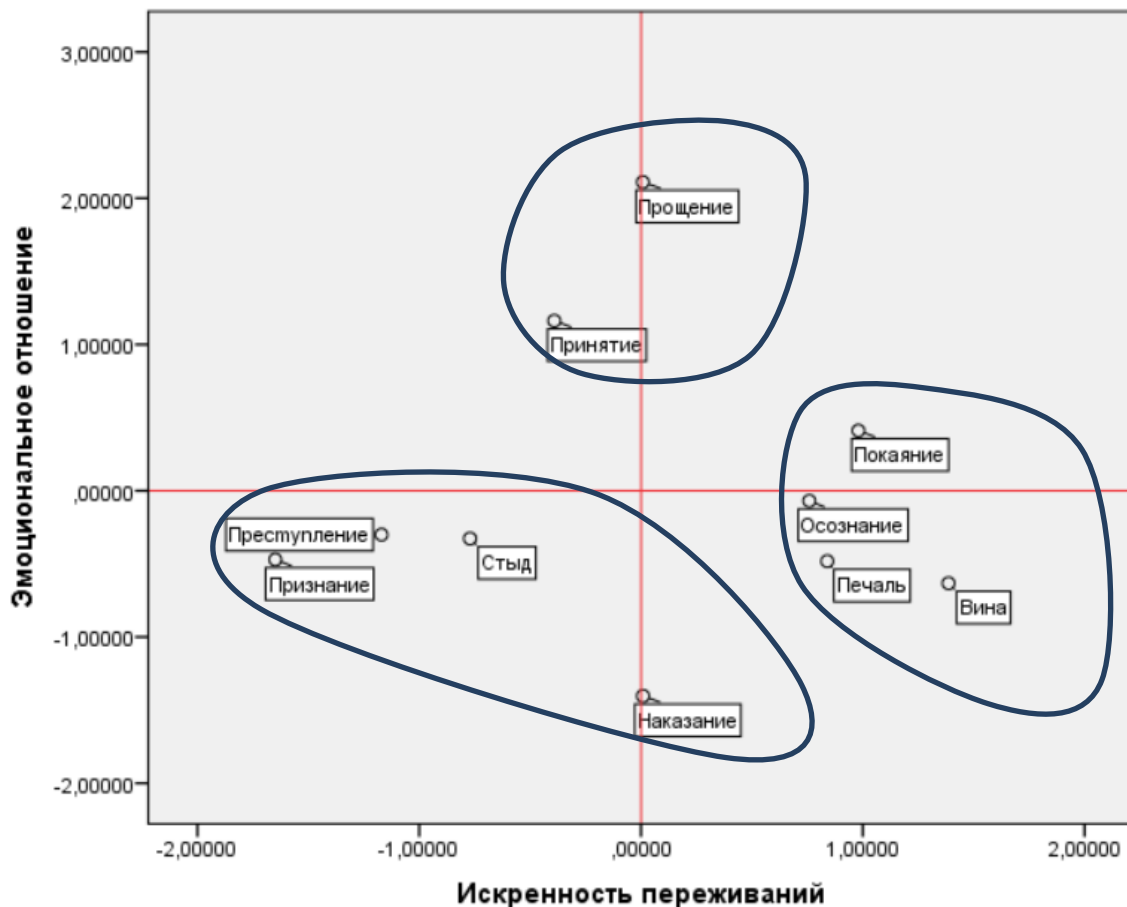 3,00000
2,00000
1,00000
,00000
-1,00000
-2,00000
Эмоциональное отношение
Прощение
Принятие
Покаяние
Осознание
Преступление
Стыд
Признание
Печаль
Вина
Наказание
-2,00000 -1,00000 ,00000 1,00000 2,00000
Искренность переживаний